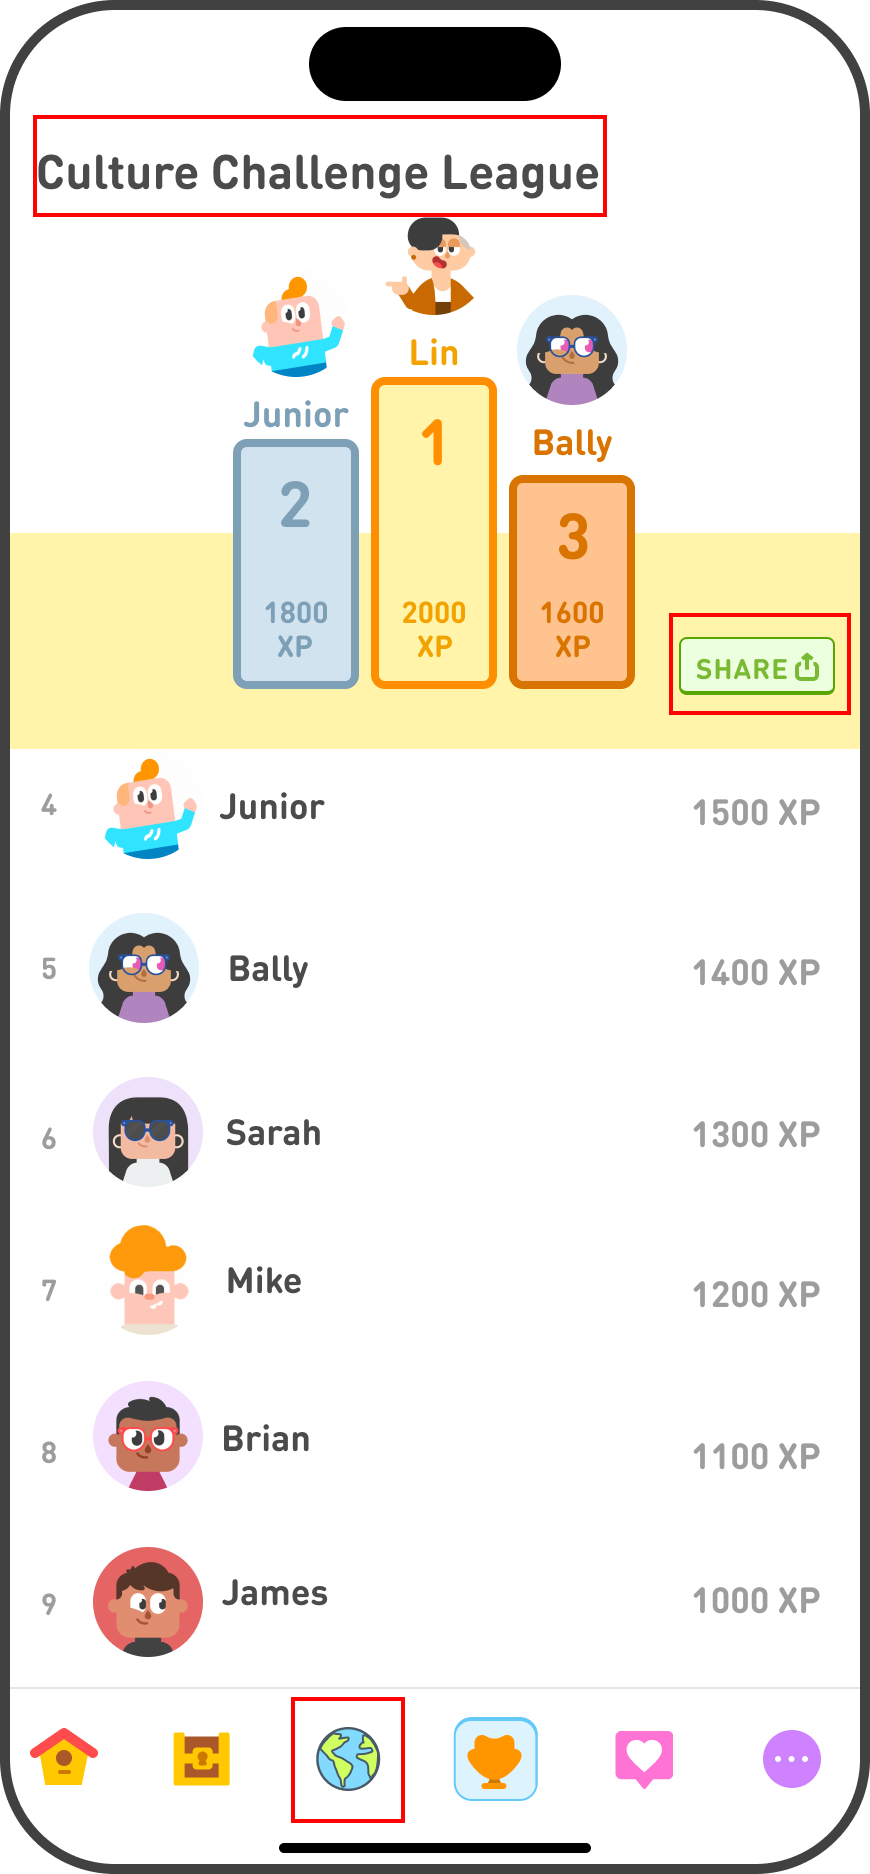 Culture Challenge League
Lin
Junior
Bally
1
2
3
1800
XP
2000
XP
1600
XP
SHARE
4 Junior 1500 XP
5 Bally 1400 XP
6 Sarah 1300 XP
7 Mike 1200 XP
8 Brian 1100 XP
9 James 1000 XP